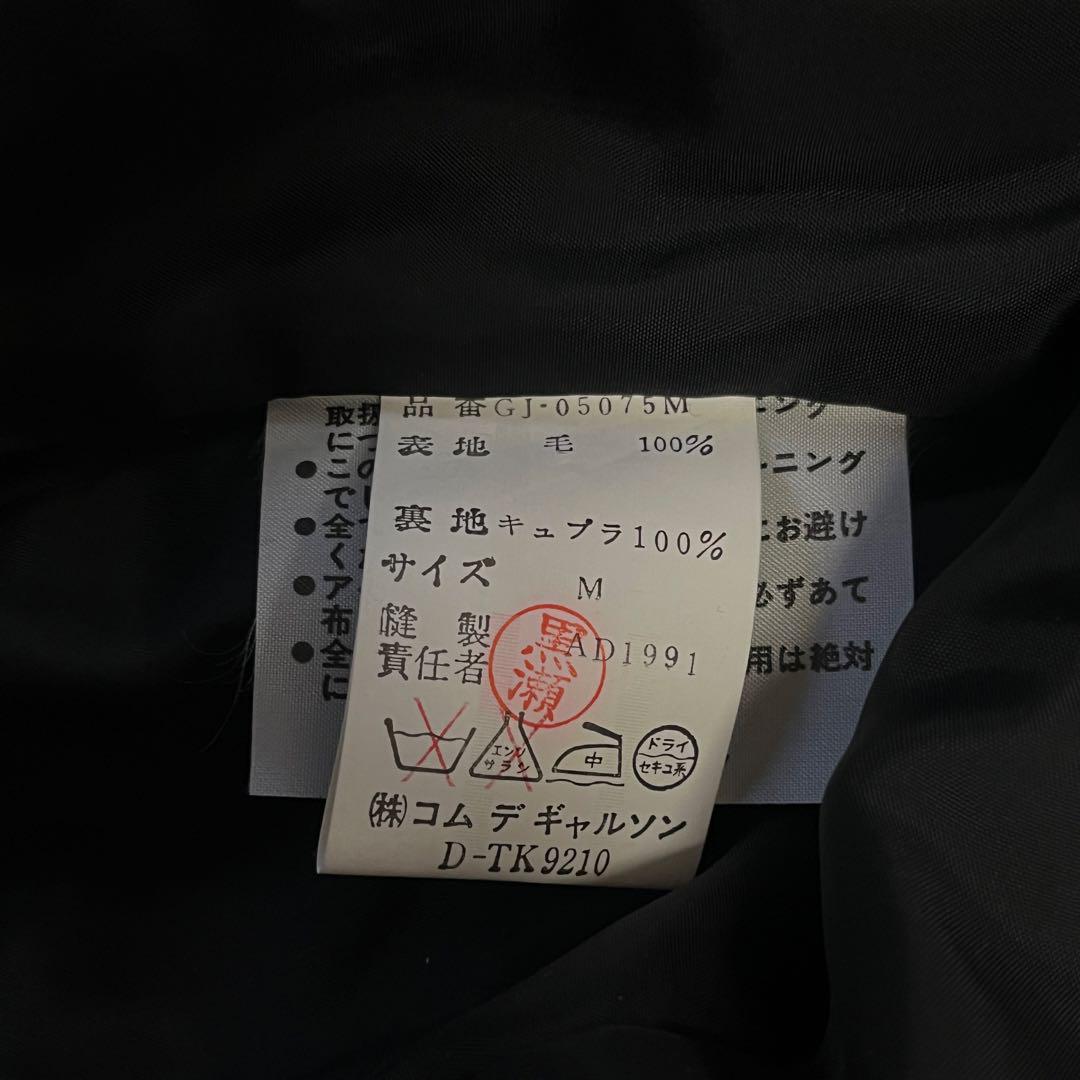 品番GJ-05075M
表地 毛 100%
裏地キュプラ100%
サイズ M
縫製
責任者 AD1991
黒瀬
エンソ
サラシ
中
ドライ
セキユ系
㈱コム デ ギャルソン
D-TK9210
取扱
に
●こ
で
●全
く
●ア
布
●全
に
ニング
お避け
必ずあて
用は絶対